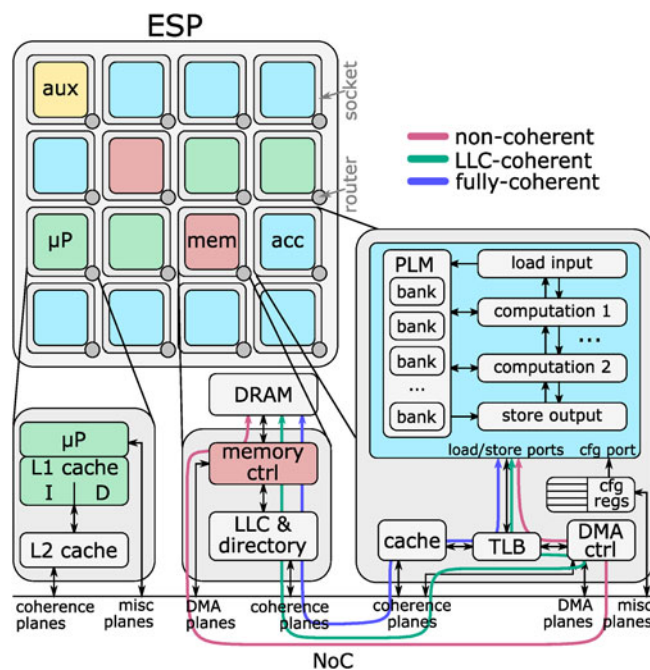 ESP
aux
socket
router
μP
mem
acc
non-coherent
LLC-coherent
fully-coherent
PLM
bank
bank
bank
...
bank
load input
computation 1
...
computation 2
store output
load/store ports
cfg port
cfg
regs
cache
TLB
DMA
ctrl
DRAM
memory
ctrl
LLC &
directory
μP
L1 cache
I D
L2 cache
coherence
planes
misc
planes
DMA
planes
coherence
planes
coherence
planes
DMA
planes
misc
planes
NoC